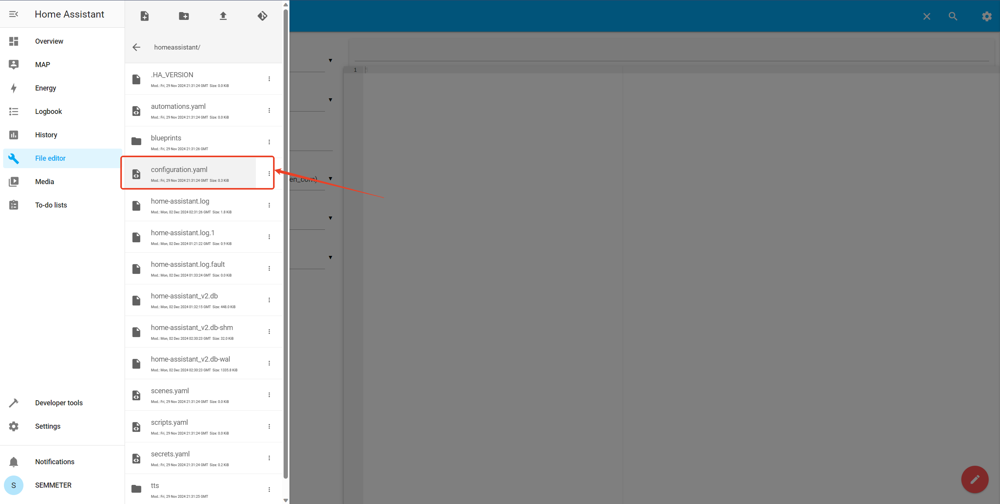 Home Assistant
Overview
MAP
Energy
Logbook
History
File editor
Media
To-do lists
Developer tools
Settings
Notifications
S
SEMMETER
homeassistant/
.HA_VERSION
Mod.: Fri, 29 Nov 2024 21:31:24 GMT Size: 0.0 KiB
automations.yaml
Mod.: Fri, 29 Nov 2024 21:31:24 GMT Size: 0.0 KiB
blueprints
Mod.: Fri, 29 Nov 2024 21:31:26 GMT
configuration.yaml
Mod.: Fri, 29 Nov 2024 21:31:24 GMT Size: 0.3 KiB
home-assistant.log
Mod.: Mon, 02 Dec 2024 02:31:26 GMT Size: 1.8 KiB
home-assistant.log.1
Mod.: Mon, 02 Dec 2024 01:21:22 GMT Size: 0.9 KiB
home-assistant.log.fault
Mod.: Mon, 02 Dec 2024 01:33:24 GMT Size: 0.0 KiB
home-assistant_v2.db
Mod.: Mon, 02 Dec 2024 01:32:15 GMT Size: 448.0 KiB
home-assistant_v2.db-shm
Mod.: Mon, 02 Dec 2024 02:30:23 GMT Size: 32.0 KiB
home-assistant_v2.db-wal
Mod.: Mon, 02 Dec 2024 02:30:23 GMT Size: 1335.8 KiB
scenes.yaml
Mod.: Fri, 29 Nov 2024 21:31:24 GMT Size: 0.0 KiB
scripts.yaml
Mod.: Fri, 29 Nov 2024 21:31:24 GMT Size: 0.0 KiB
secrets.yaml
Mod.: Fri, 29 Nov 2024 21:31:24 GMT Size: 0.2 KiB
tts
Mod.: Fri, 29 Nov 2024 21:31:25 GMT
en_com)
1